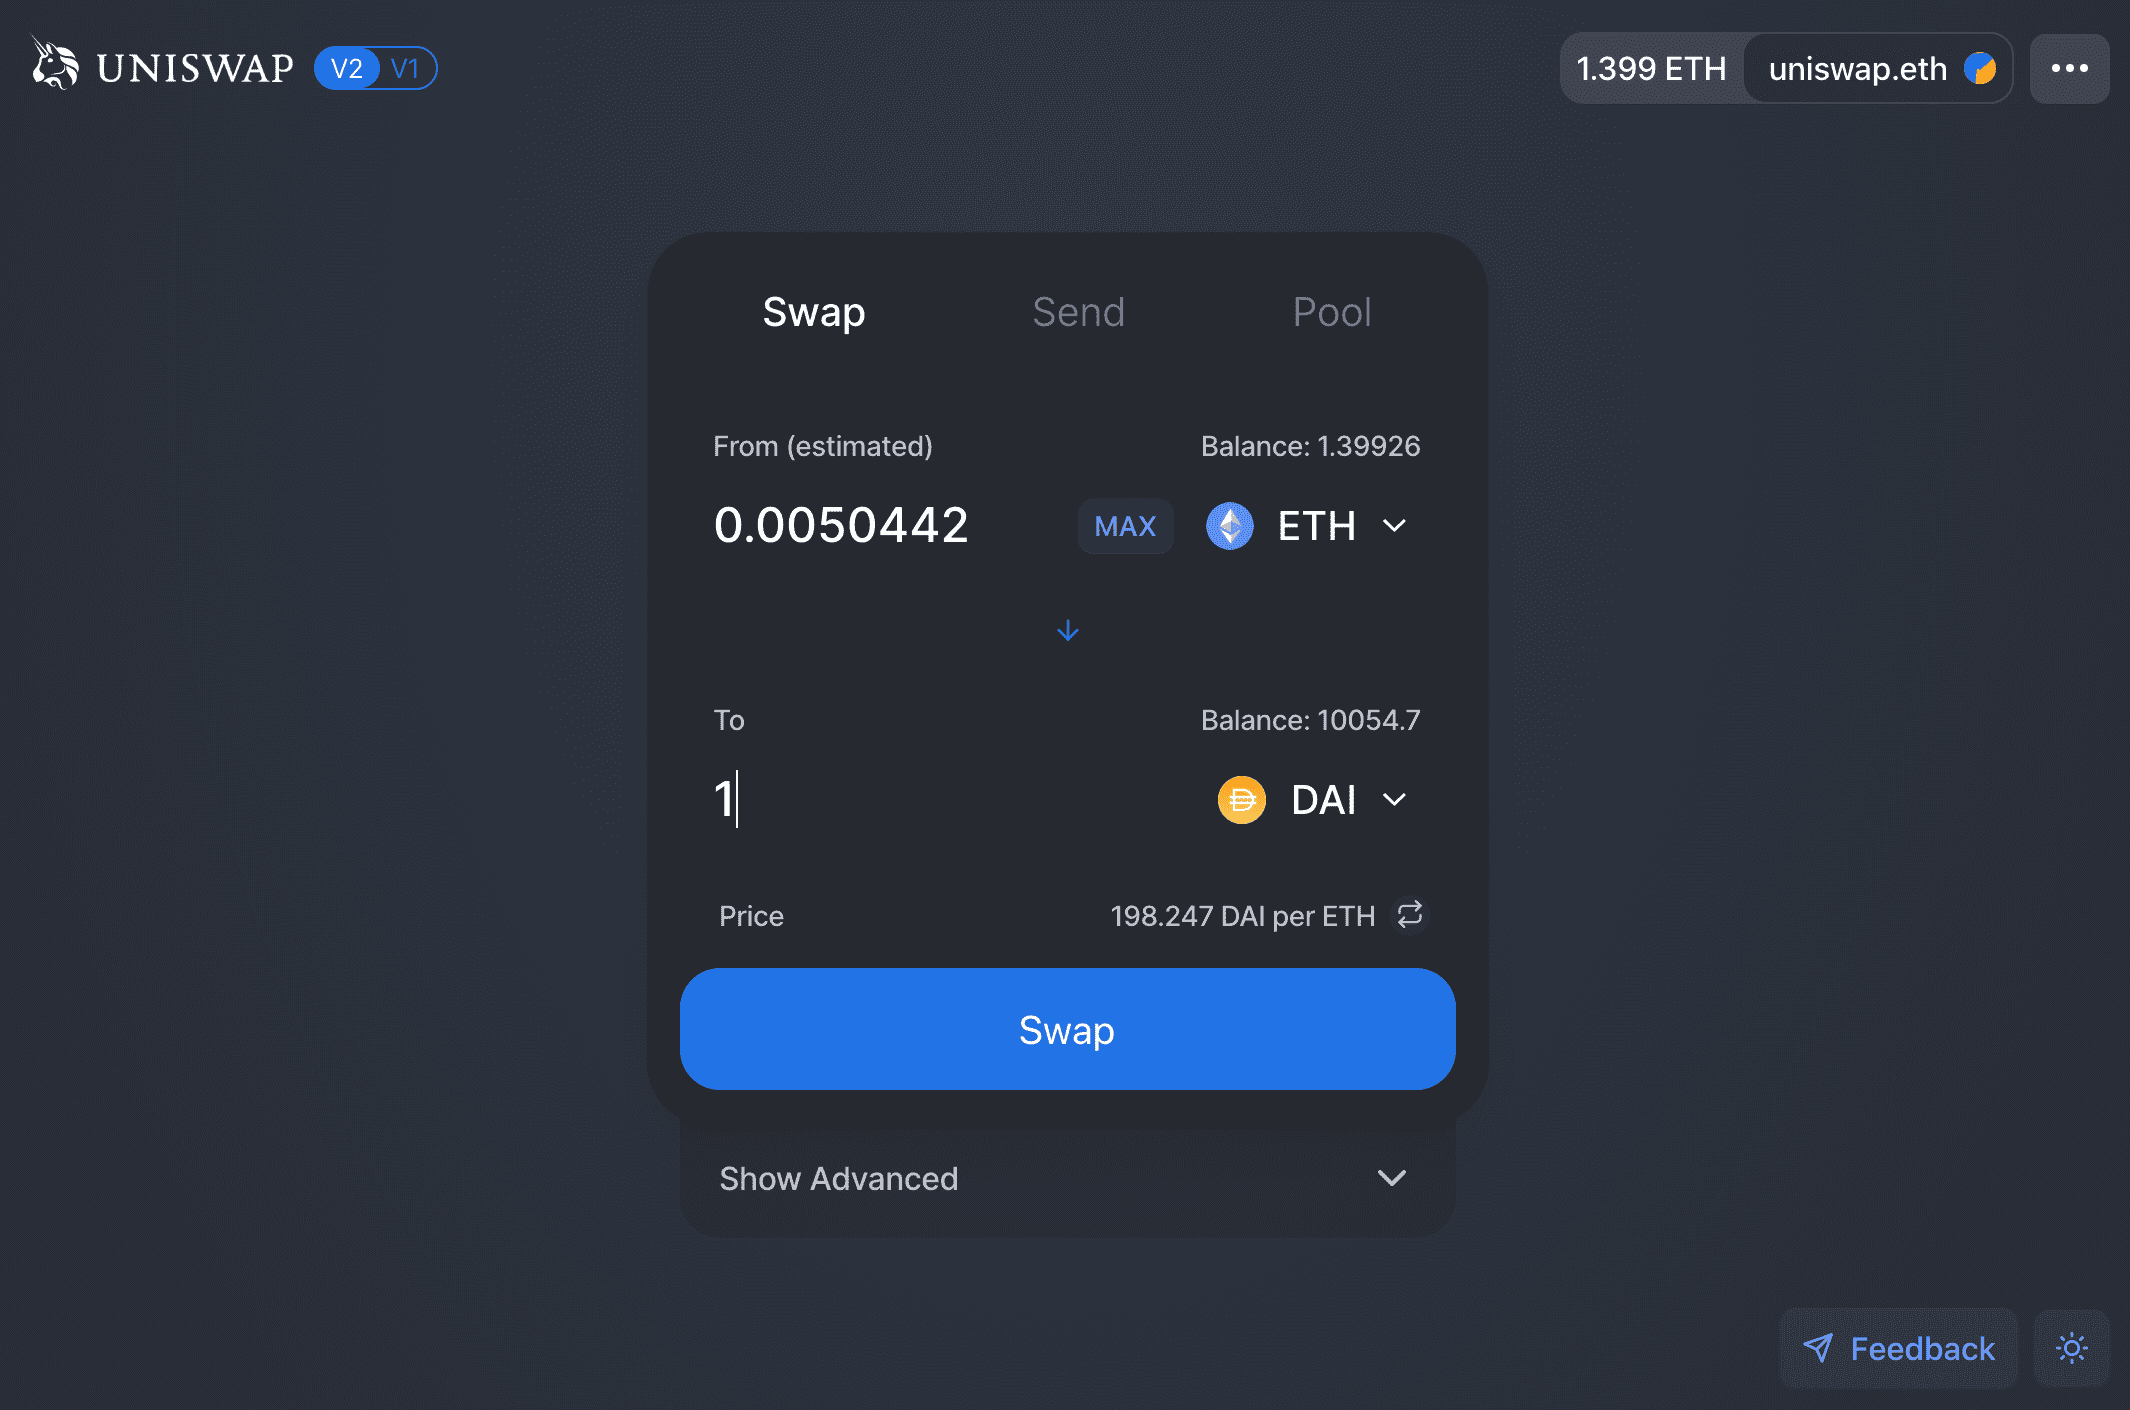 UNISWAP V2 V1 1.399 ETH uniswap.eth
Swap Send Pool
From (estimated) Balance: 1.39926
0.0050442 MAX ETH
To Balance: 10054.7
1 DAI
Price 198.247 DAI per ETH
Swap
Show Advanced
Feedback